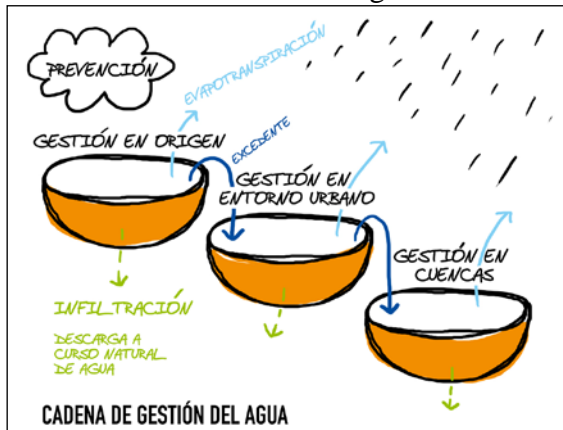 PREVENCIÓN
EVAPOTRANSPIRACIÓN
GESTIÓN EN ORIGEN
EXCEDENTE
GESTIÓN EN
ENTORNO URBANO
GESTIÓN EN
CUENCAS
INFILTRACIÓN
DESCARGA A
CURSO NATURAL
DE AGUA
CADENA DE GESTIÓN DEL AGUA